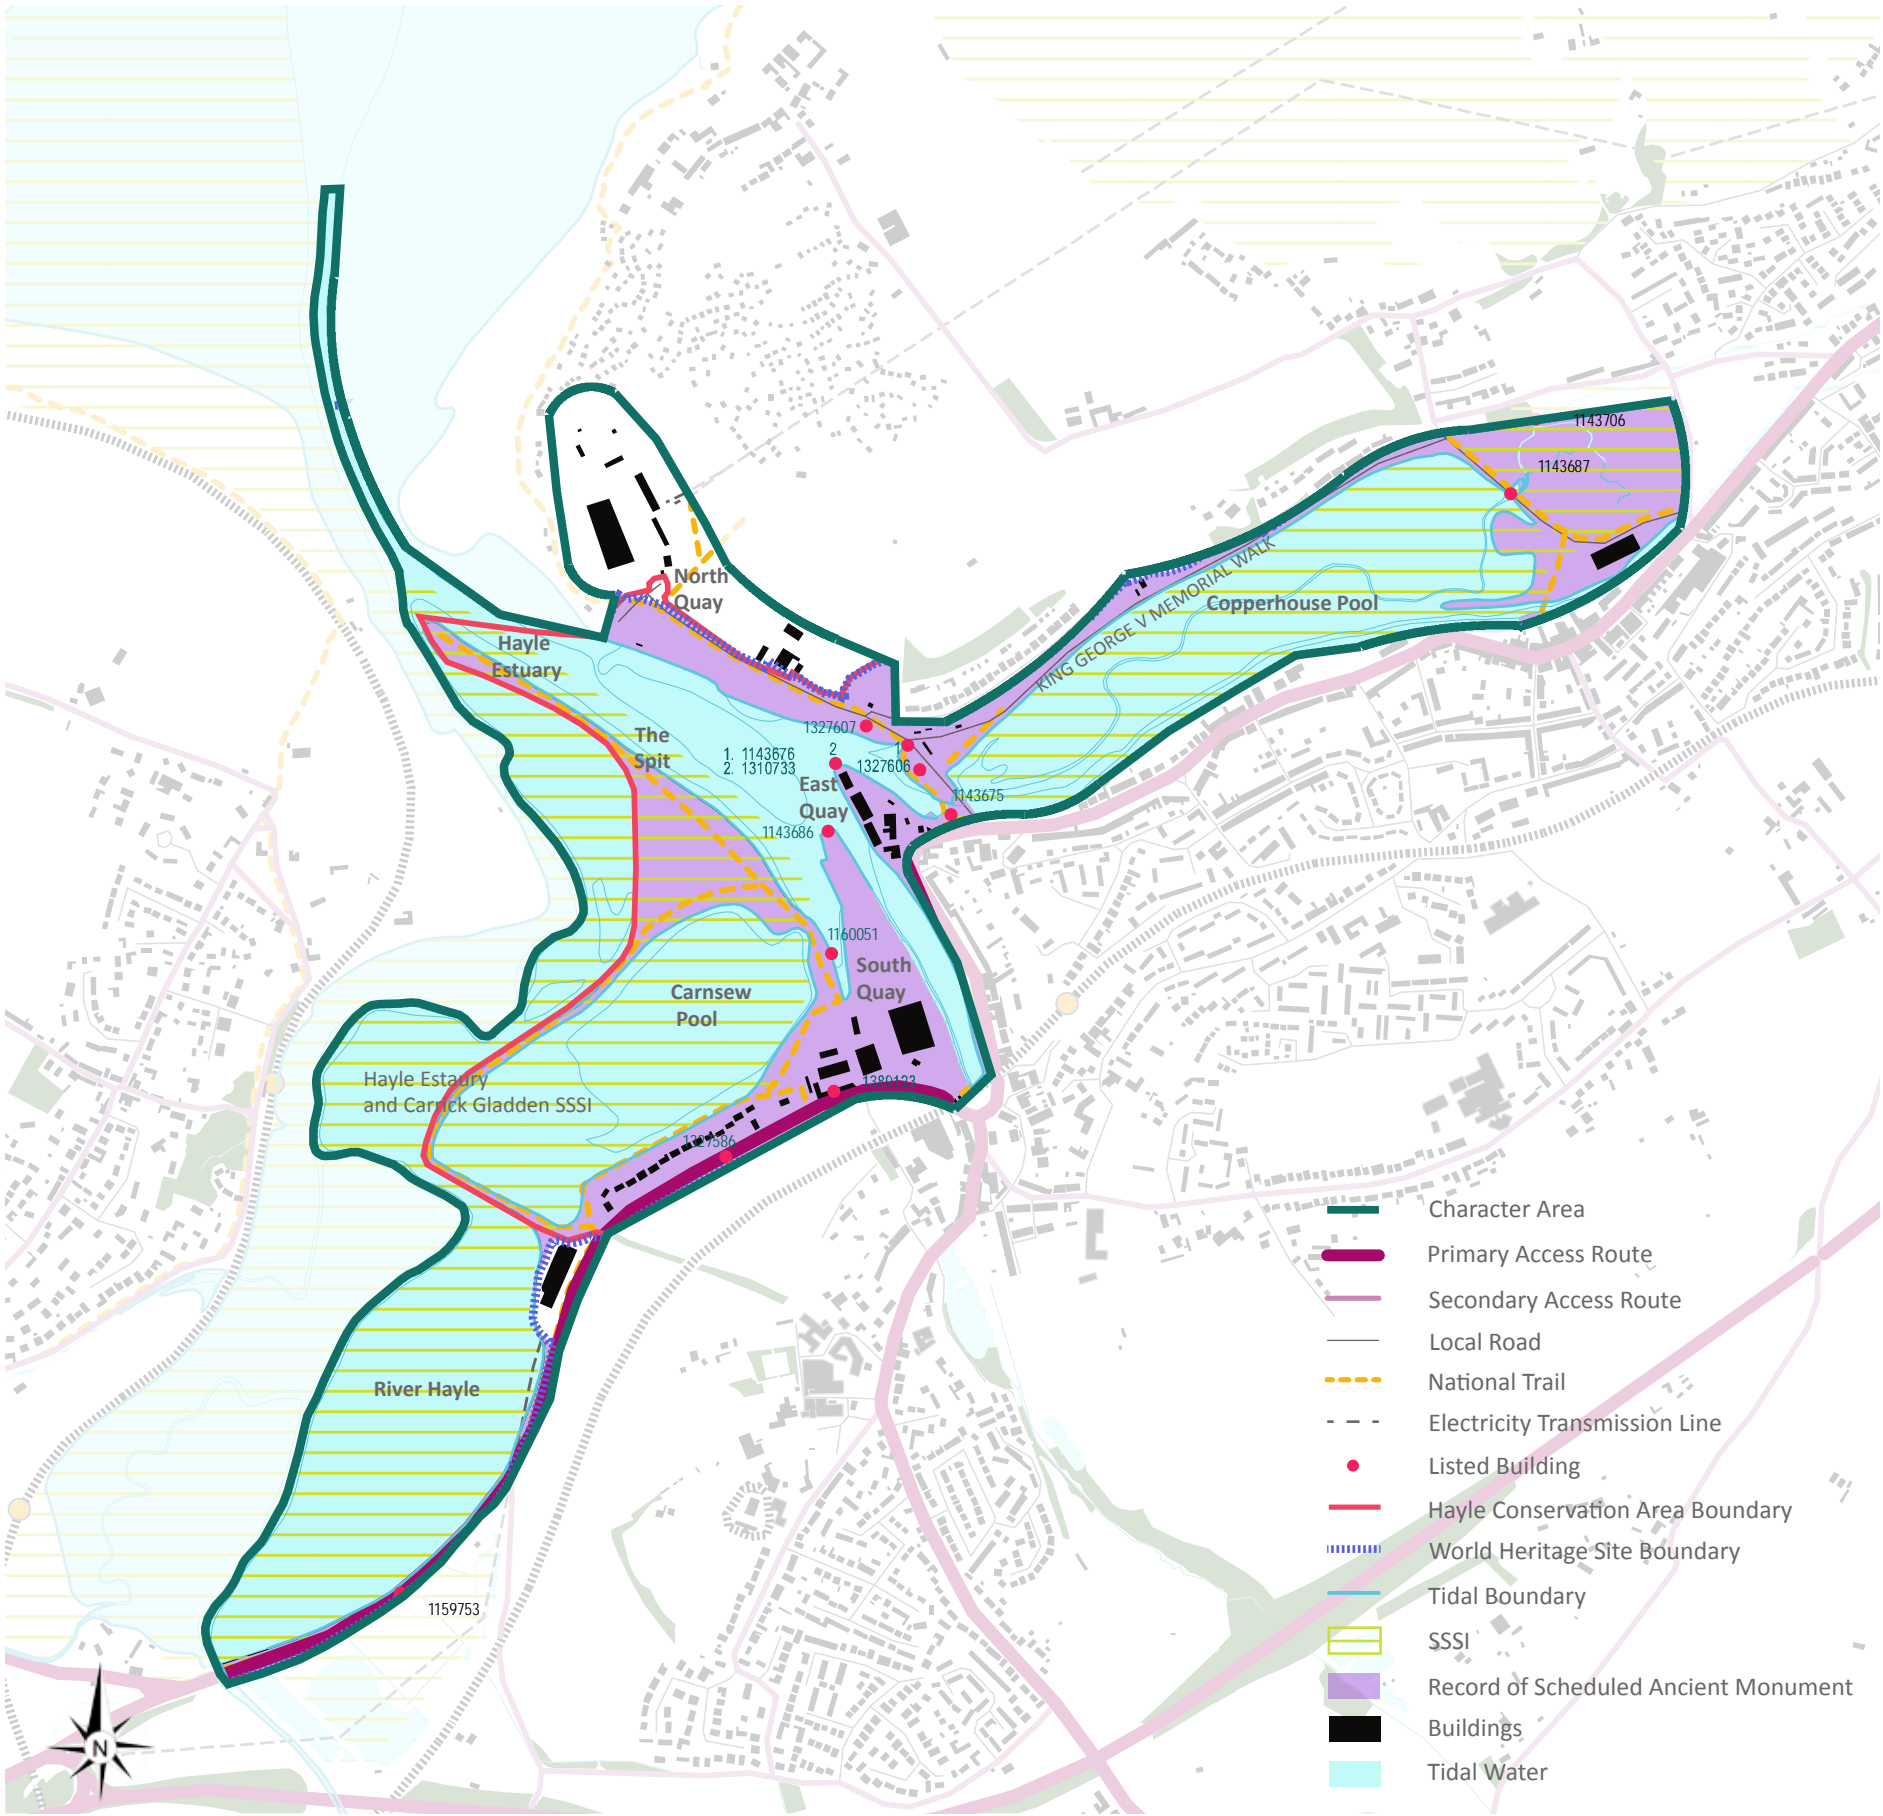 1143706
1143687
North
Quay
Copperhouse Pool
KING GEORGE V MEMORIAL WALK
Hayle
Estuary
The
Spit
1327607
1. 1143676
2. 1310733
2
1
1327606
East
Quay
1143675
1143686
1160051
South
Quay
Carnsew
Pool
Hayle Estaury
and Carrick Gladden SSSI
1389123
1327586
River Hayle
1159753
N
Character Area
Primary Access Route
Secondary Access Route
Local Road
National Trail
Electricity Transmission Line
Listed Building
Hayle Conservation Area Boundary
World Heritage Site Boundary
Tidal Boundary
SSSI
Record of Scheduled Ancient Monument
Buildings
Tidal Water